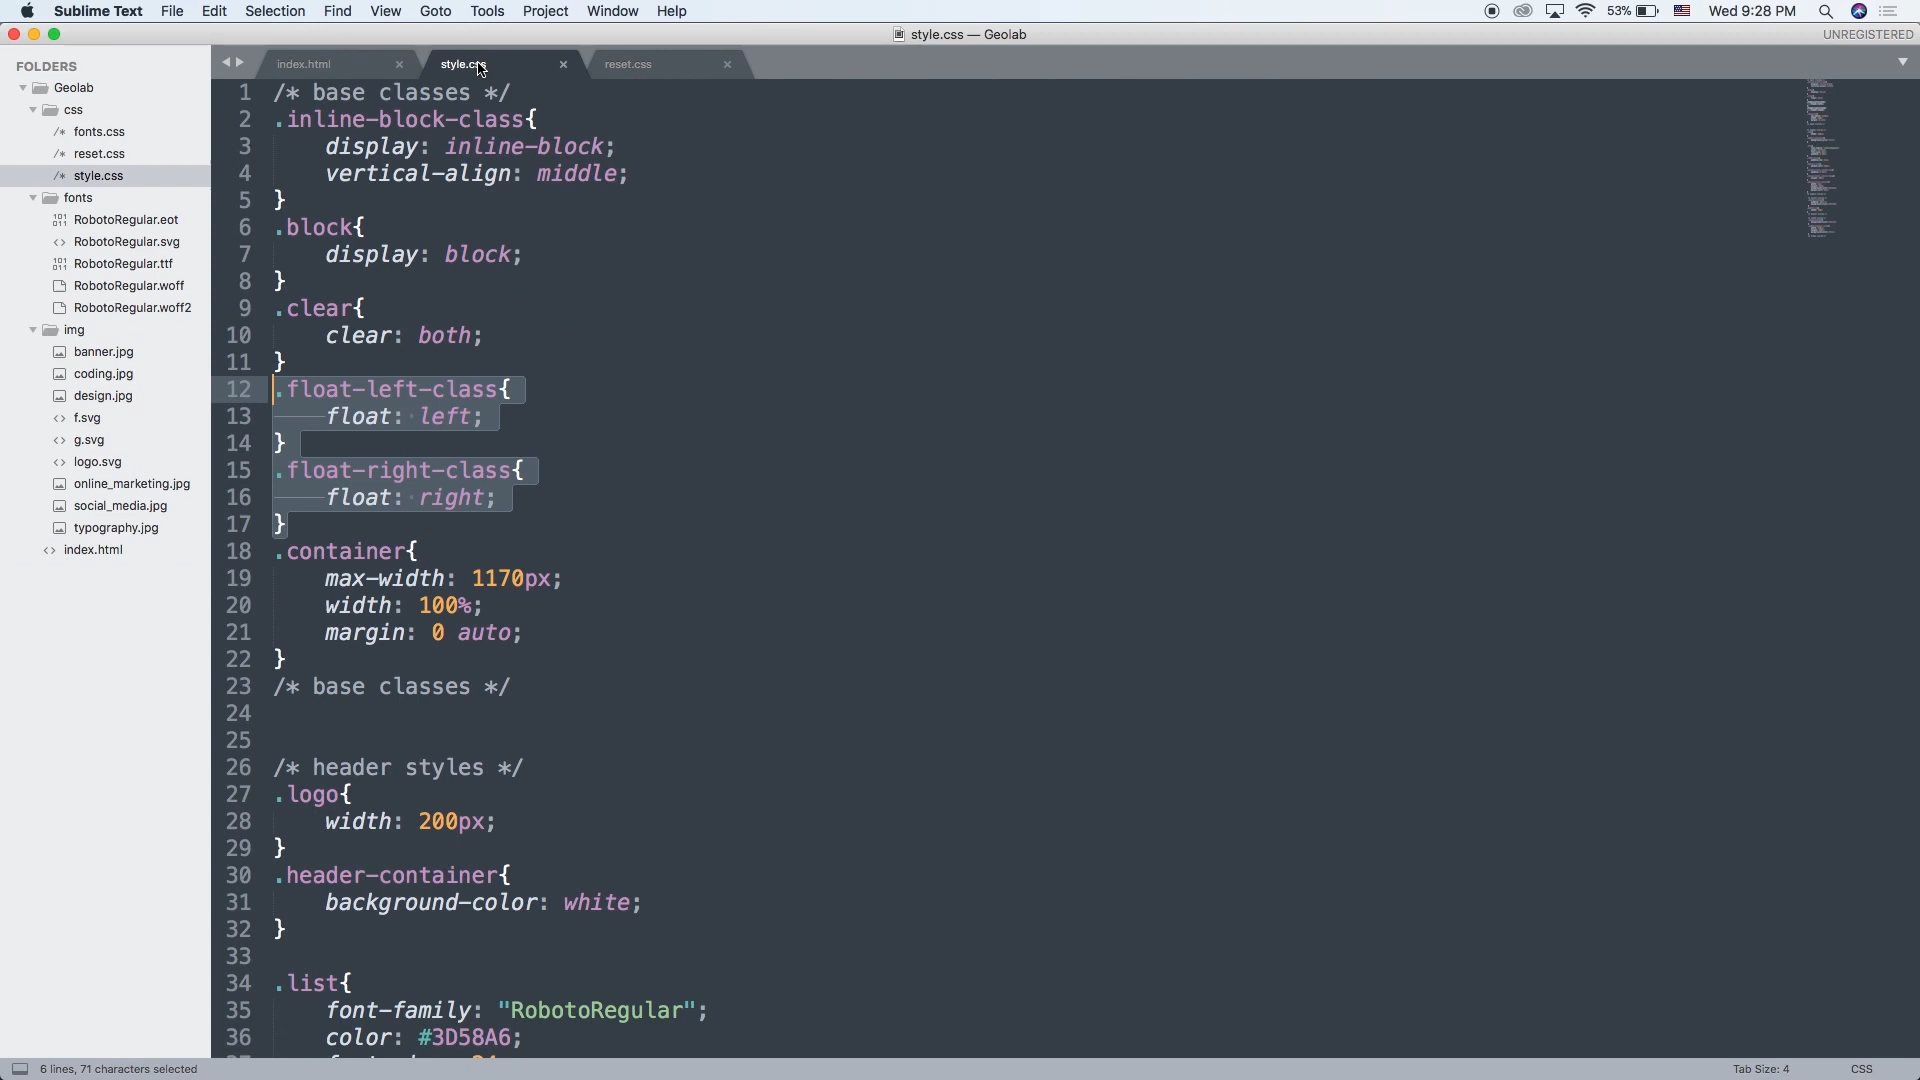 Sublime Text File Edit Selection Find View Goto Tools Project Window Help 53% Wed 9:28 PM
style.css — Geolab UNREGISTERED
FOLDERS
Geolab
css
/* fonts.css
/* reset.css
/* style.css
fonts
RobotoRegular.eot
<> RobotoRegular.svg
RobotoRegular.ttf
RobotoRegular.woff
RobotoRegular.woff2
img
banner.jpg
coding.jpg
design.jpg
<> f.svg
<> g.svg
<> logo.svg
online_marketing.jpg
social_media.jpg
typography.jpg
<> index.html
index.html × style.css × reset.css ×
1 /* base classes */
2 .inline-block-class{
3 display: inline-block;
4 vertical-align: middle;
5 }
6 .block{
7 display: block;
8 }
9 .clear{
10 clear: both;
11 }
12 .float-left-class{
13 float: left;
14 }
15 .float-right-class{
16 float: right;
17 }
18 .container{
19 max-width: 1170px;
20 width: 100%;
21 margin: 0 auto;
22 }
23 /* base classes */
24
25
26 /* header styles */
27 .logo{
28 width: 200px;
29 }
30 .header-container{
31 background-color: white;
32 }
33
34 .list{
35 font-family: "RobotoRegular";
36 color: #3D58A6;
6 lines, 71 characters selected Tab Size: 4 CSS